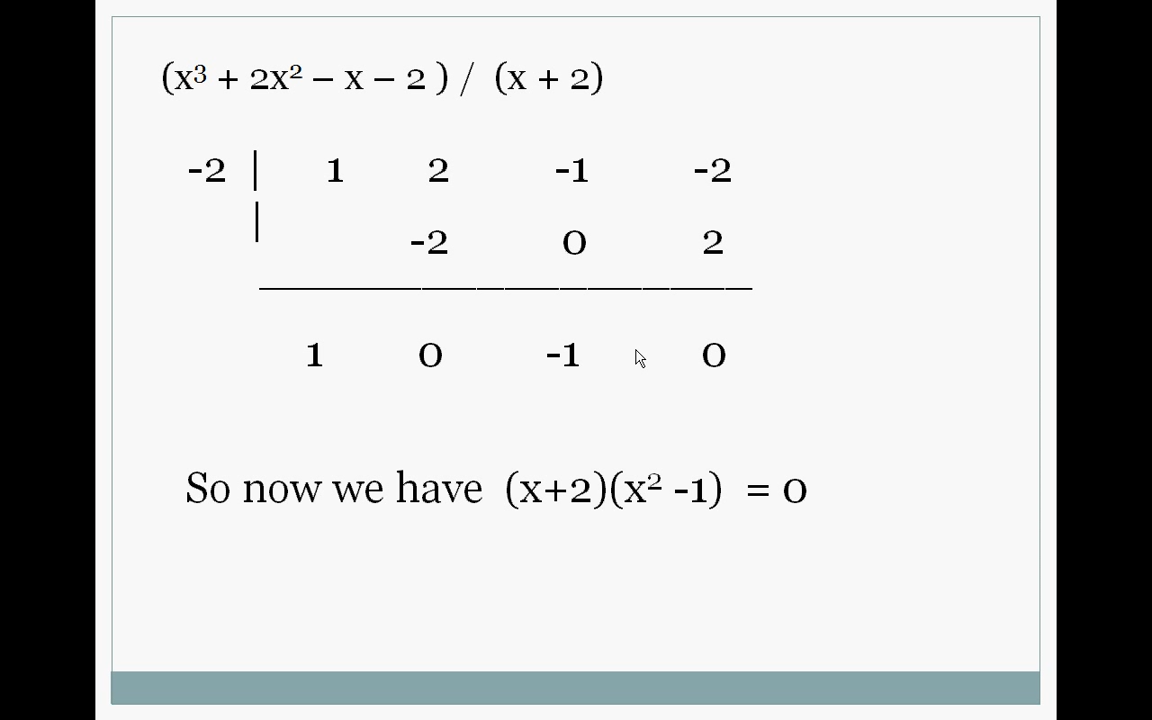 (x³ + 2x² – x – 2 ) / (x + 2)
-2 | 1 2 -1 -2
| -2 0 2
1 0 -1 0
So now we have (x+2)(x² -1) = 0